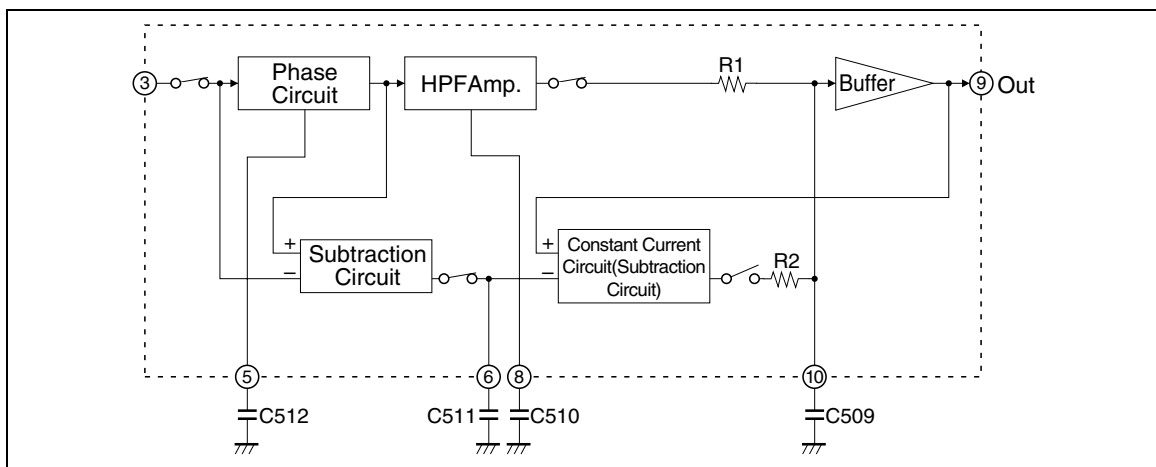 3
Phase
Circuit
HPFAmp.
R1
Buffer
9 Out
+
−
Subtraction
Circuit
+
−
Constant Current
Circuit(Subtraction
Circuit)
R2
5
6
8
10
C512
C511
C510
C509